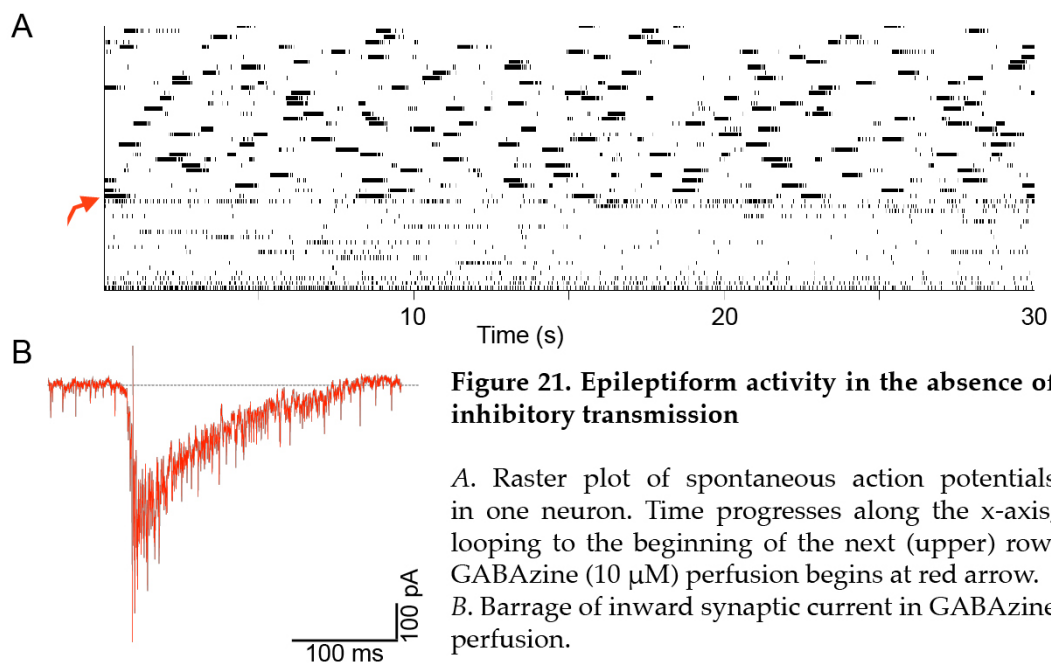 A
10
20
30
Time (s)
B
100 pA
100 ms
Figure 21. Epileptiform activity in the absence of
inhibitory transmission
A. Raster plot of spontaneous action potentials
in one neuron. Time progresses along the x-axis,
looping to the beginning of the next (upper) row
GABAzine (10 µM) perfusion begins at red arrow.
B. Barrage of inward synaptic current in GABAzine
perfusion.